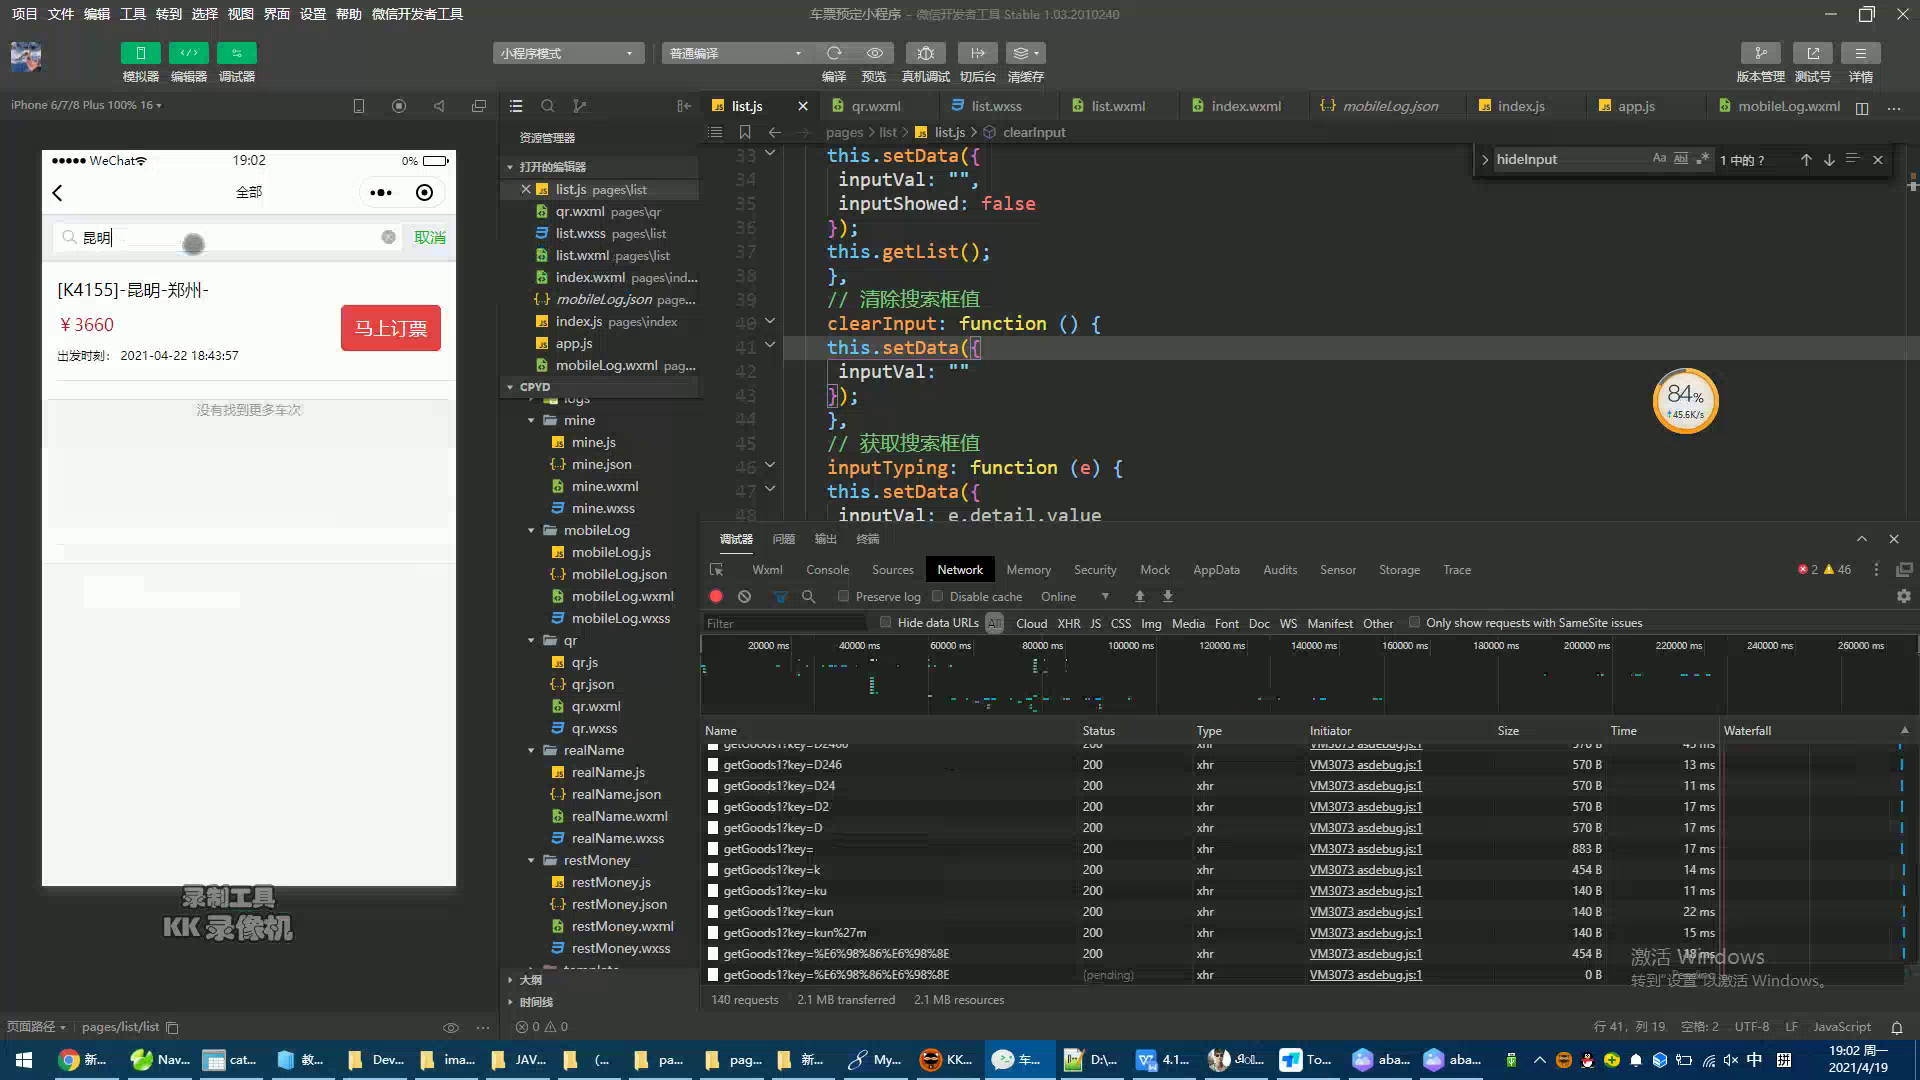 项目 文件 编辑 工具 转到 选择 视图 界面 设置 帮助 微信开发者工具
车票预定小程序 - 微信开发者工具 Stable 1.03.2010240
小程序模式
普通编译
模拟器 编辑器 调试器
编译 预览 真机调试 切后台 清缓存
版本管理 测试号 详情
iPhone 6/7/8 Plus 100% 16
WeChat
19:02
0%
全部
昆明
取消
[K4155]-昆明-郑州-
￥3660
马上订票
出发时刻： 2021-04-22 18:43:57
没有找到更多车次
录制工具
KK 录像机
页面路径
pages/list/list
资源管理器
打开的编辑器
list.js pages\list
qr.wxml pages\qr
list.wxss pages\list
list.wxml pages\list
index.wxml pages\ind...
mobileLog.json page...
index.js pages\index
app.js
mobileLog.wxml pag...
CPYD
logs
mine
mine.js
mine.json
mine.wxml
mine.wxss
mobileLog
mobileLog.js
mobileLog.json
mobileLog.wxml
mobileLog.wxss
qr
qr.js
qr.json
qr.wxml
qr.wxss
realName
realName.js
realName.json
realName.wxml
realName.wxss
restMoney
restMoney.js
restMoney.json
restMoney.wxml
restMoney.wxss
大纲
时间线
0 0
list.js
qr.wxml
list.wxss
list.wxml
index.wxml
mobileLog.json
index.js
app.js
mobileLog.wxml
pages > list > list.js > clearInput
hideInput
Aa Abl .*
1 中的 ?
33 this.setData({
34 inputVal: "",
35 inputShowed: false
36 });
37 this.getList();
38 },
39 // 清除搜索框值
40 clearInput: function () {
41 this.setData({
42 inputVal: ""
43 });
44 },
45 // 获取搜索框值
46 inputTyping: function (e) {
47 this.setData({
48 inputVal: e.detail.value
84%
45.6K/s
调试器 问题 输出 终端
Wxml Console Sources Network Memory Security Mock AppData Audits Sensor Storage Trace
2 46
Preserve log Disable cache Online
Filter
Hide data URLs All Cloud XHR JS CSS Img Media Font Doc WS Manifest Other Only show requests with SameSite issues
20000 ms 40000 ms 60000 ms 80000 ms 100000 ms 120000 ms 140000 ms 160000 ms 180000 ms 200000 ms 220000 ms 240000 ms 260000 ms
Name Status Type Initiator Size Time Waterfall
getGoods1?key=D2466 200 xhr VM3073 asdebug.js:1 570 B 43 ms
getGoods1?key=D246 200 xhr VM3073 asdebug.js:1 570 B 13 ms
getGoods1?key=D24 200 xhr VM3073 asdebug.js:1 570 B 11 ms
getGoods1?key=D2 200 xhr VM3073 asdebug.js:1 570 B 17 ms
getGoods1?key=D 200 xhr VM3073 asdebug.js:1 570 B 17 ms
getGoods1?key= 200 xhr VM3073 asdebug.js:1 883 B 17 ms
getGoods1?key=k 200 xhr VM3073 asdebug.js:1 454 B 14 ms
getGoods1?key=ku 200 xhr VM3073 asdebug.js:1 140 B 11 ms
getGoods1?key=kun 200 xhr VM3073 asdebug.js:1 140 B 22 ms
getGoods1?key=kun%27m 200 xhr VM3073 asdebug.js:1 140 B 15 ms
getGoods1?key=%E6%98%86%E6%98%8E 200 xhr VM3073 asdebug.js:1 454 B 18 ms
getGoods1?key=%E6%98%86%E6%98%8E (pending) xhr VM3073 asdebug.js:1 0 B Pending
激活 Windows
转到"设置"以激活 Windows。
140 requests 2.1 MB transferred 2.1 MB resources
行 41，列 19 空格: 2 UTF-8 LF JavaScript
新... Nav... cat... 教... Dev... ima... JAV... (... pa... pag... 新... My... KK... 车... D:\... 4.1... To... aba... aba...
中
拼
19:02 周一
2021/4/19